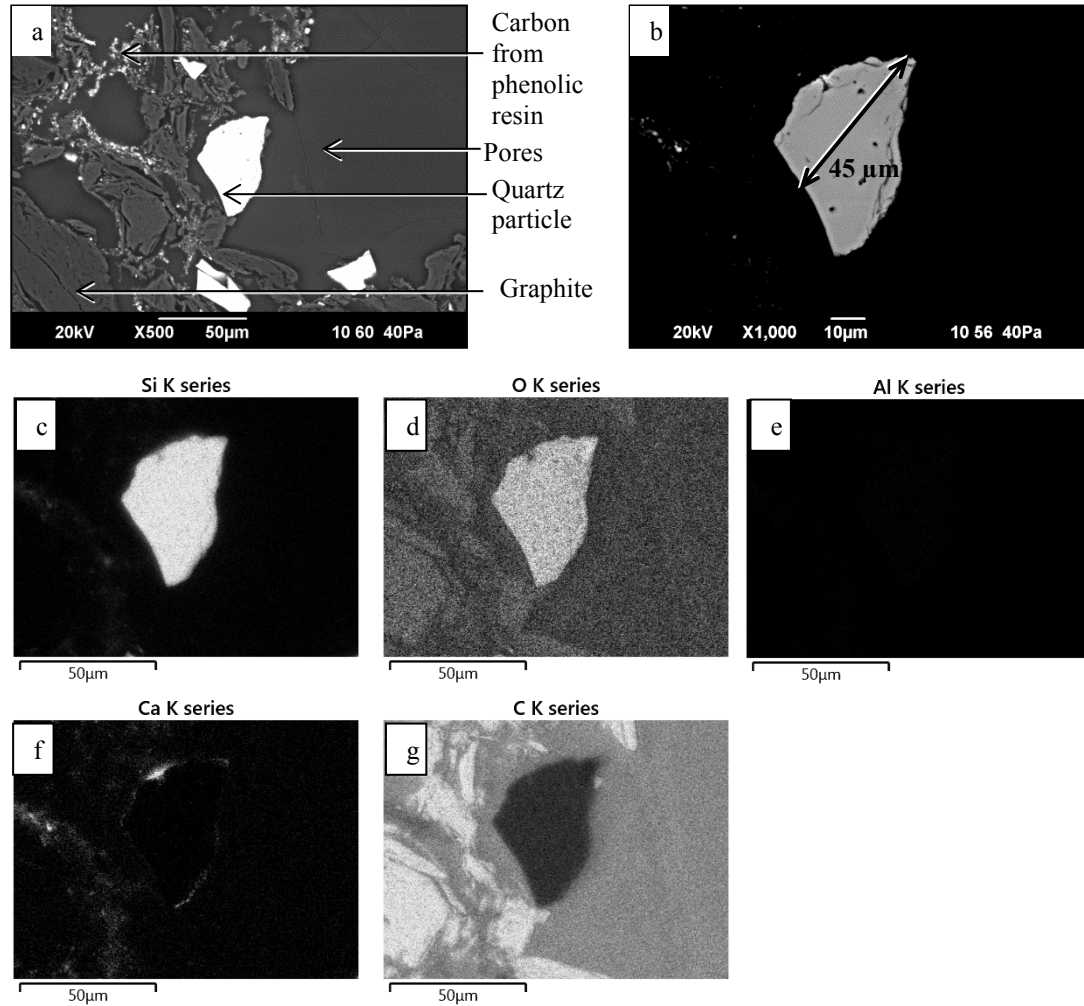 a
Carbon
from
phenolic
resin
Pores
Quartz
particle
Graphite
20kV X500 50µm 10 60 40Pa
b
45 µm
20kV X1,000 10µm 10 56 40Pa
Si K series
c
50µm
O K series
d
50µm
Al K series
e
50µm
Ca K series
f
50µm
C K series
g
50µm